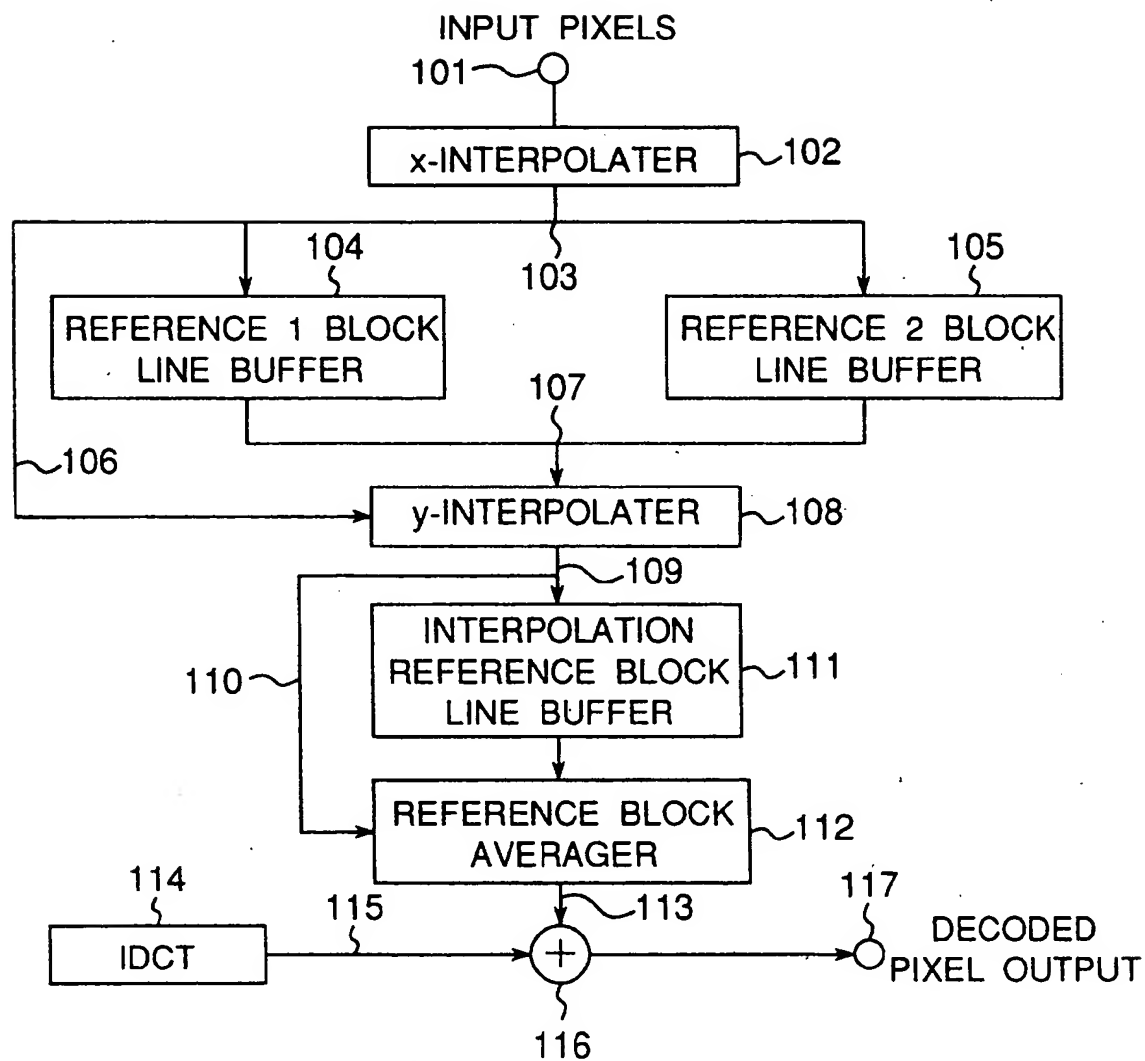 INPUT PIXELS
101
x-INTERPOLATER
102
103
104
105
REFERENCE 1 BLOCK
LINE BUFFER
REFERENCE 2 BLOCK
LINE BUFFER
106
107
y-INTERPOLATER
108
109
110
INTERPOLATION
REFERENCE BLOCK
LINE BUFFER
111
REFERENCE BLOCK
AVERAGER
112
113
114
IDCT
115
+
116
117
DECODED
PIXEL OUTPUT